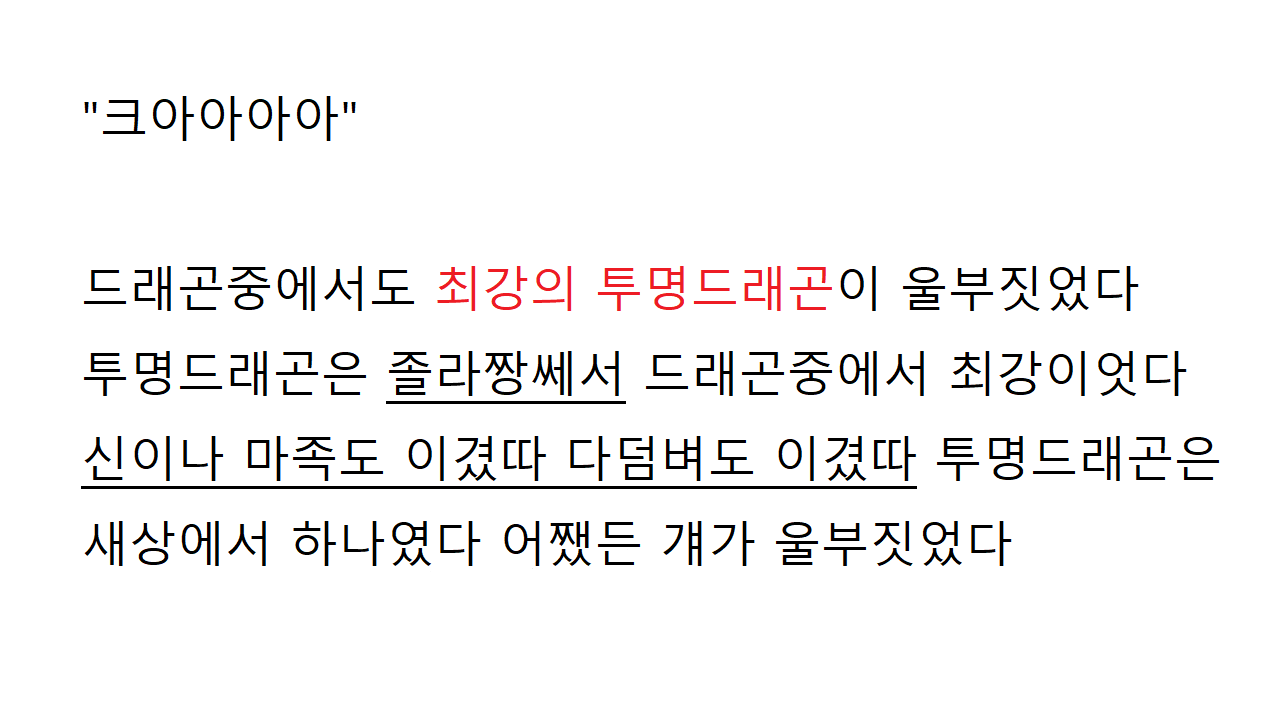 "크아아아아"
드래곤중에서도 최강의 투명드래곤이 울부짓었다
투명드래곤은 졸라짱쎄서 드래곤중에서 최강이엇다
신이나 마족도 이겼따 다덤벼도 이겼따 투명드래곤은
새상에서 하나였다 어쨌든 걔가 울부짓었다